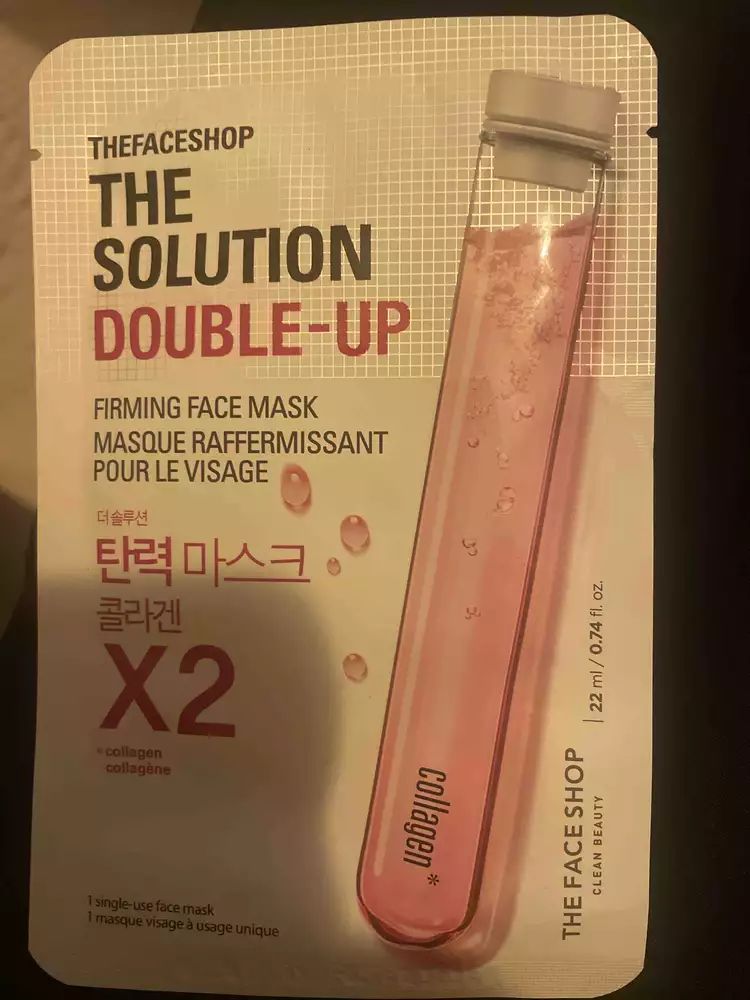 THEFACESHOP
THE
SOLUTION
DOUBLE-UP
FIRMING FACE MASK
MASQUE RAFFERMISSANT
POUR LE VISAGE
더 솔루션
탄력 마스크
콜라겐
X2
*collagen
collagène
1 single-use face mask
1 masque visage à usage unique
collagen*
THE FACE SHOP
CLEAN BEAUTY
22 ml / 0.74 fl. oz.